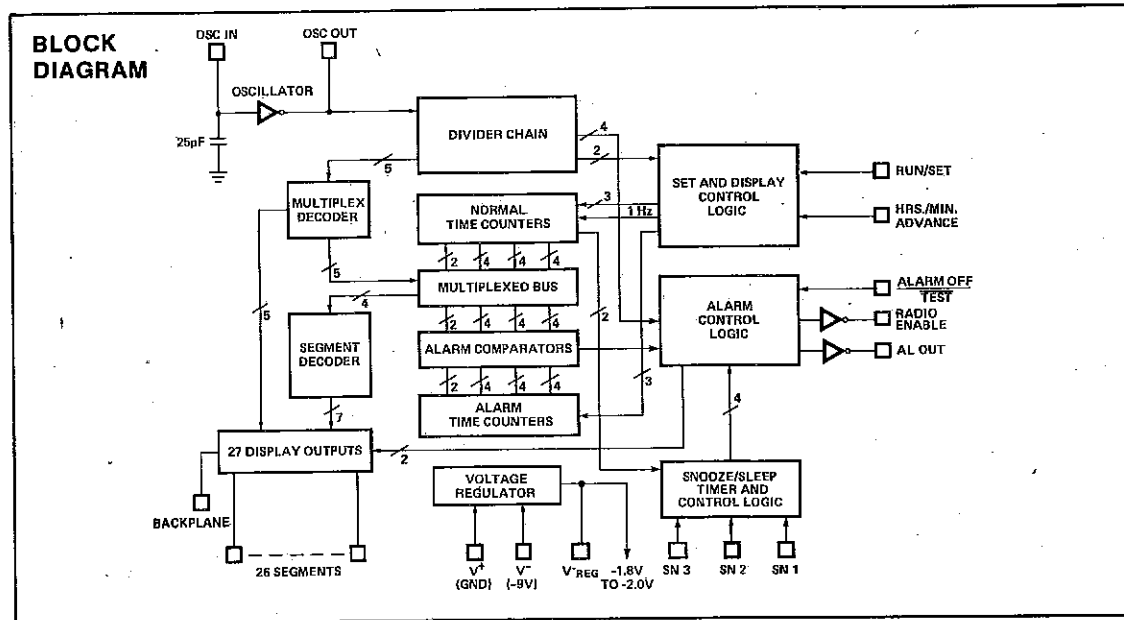 BLOCK
DIAGRAM
OSC IN
OSC OUT
OSCILLATOR
25µF
DIVIDER CHAIN
4
2
5
MULTIPLEX
DECODER
NORMAL
TIME COUNTERS
3
1 Hz
SET AND DISPLAY
CONTROL
LOGIC
RUN/SET
HRS./MIN.
ADVANCE
2 4 4 4
5
MULTIPLEXED BUS
4
5
2
2 4 4 4
SEGMENT
DECODER
ALARM COMPARATORS
ALARM
CONTROL
LOGIC
ALARM OFF
TEST
RADIO
ENABLE
AL OUT
2 4 4 4
3
4
7
ALARM
TIME COUNTERS
27 DISPLAY OUTPUTS
2
VOLTAGE
REGULATOR
SNOOZE/SLEEP
TIMER AND
CONTROL LOGIC
BACKPLANE
26 SEGMENTS
V+
(GND)
V-
(-9V)
V-REG
-1.8V
TO -2.0V
SN 3
SN 2
SN 1